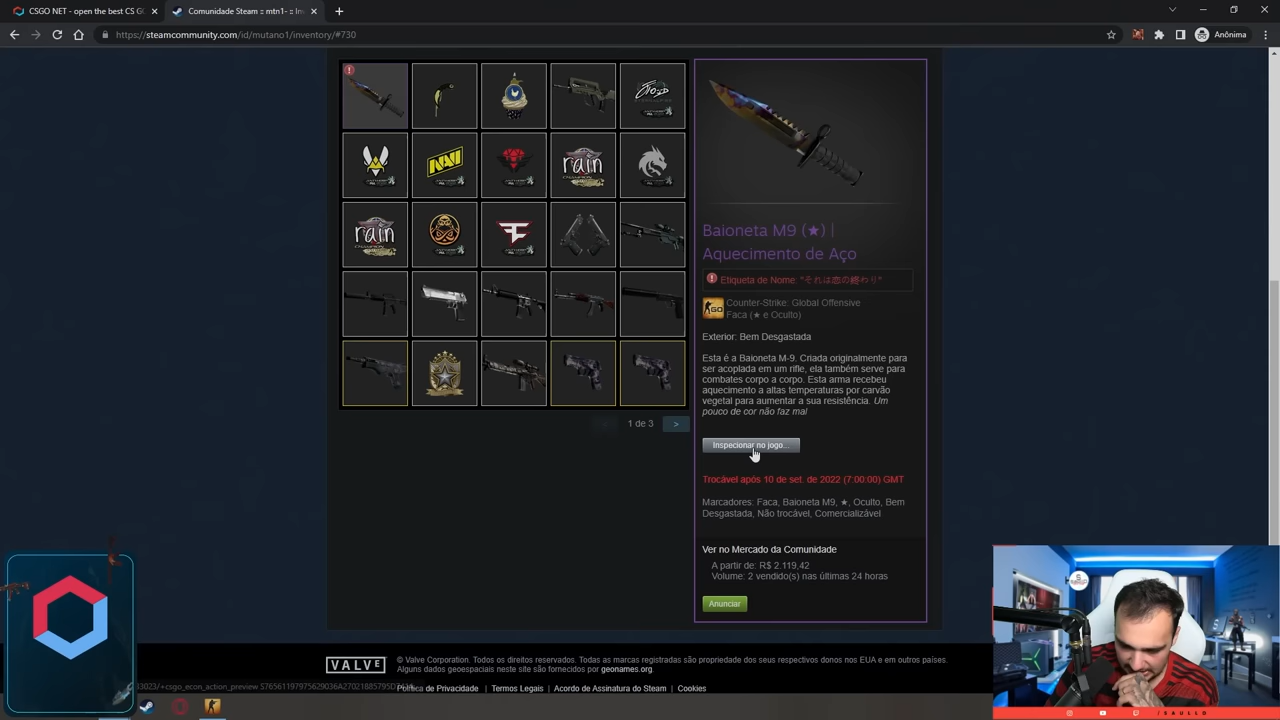 CSGO NET - open the best CS G
Comunidade Steam :: mtn1- :: In
https://steamcommunity.com/id/mutano1/inventory/#730
Anônima
rain
NAVI
rain
1 de 3
>
Baioneta M9 (★) |
Aquecimento de Aço
Etiqueta de Nome: "それは恋の終わり"
Counter-Strike: Global Offensive
Faca (★ e Oculto)
Exterior: Bem Desgastada
Esta é a Baioneta M-9. Criada originalmente para
ser acoplada em um rifle, ela também serve para
combates corpo a corpo. Esta arma recebeu
aquecimento a altas temperaturas por carvão
vegetal para aumentar a sua resistência. Um
pouco de cor não faz mal
Inspecionar no jogo...
Trocável após 10 de set. de 2022 (7:00:00) GMT
Marcadores: Faca, Baioneta M9, ★, Oculto, Bem
Desgastada, Não trocável, Comercializável
Ver no Mercado da Comunidade
A partir de: R$ 2.119,42
Volume: 2 vendido(s) nas últimas 24 horas
Anunciar
VALVE
© Valve Corporation. Todos os direitos reservados. Todas as marcas registradas são propriedade dos seus respectivos donos nos EUA e em outros países.
Alguns dados geoespaciais neste site são fornecidos por geonames.org.
Política de Privacidade | Termos Legais | Acordo de Assinatura do Steam | Cookies
/SAULLO